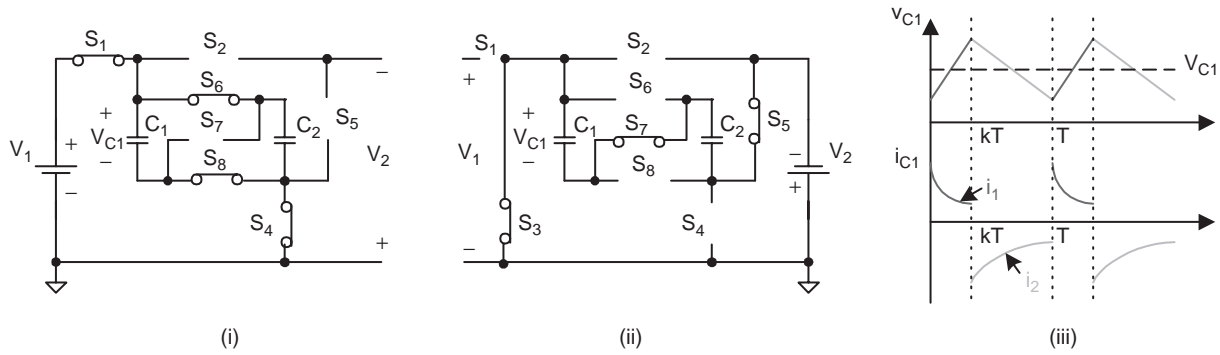 S1
S2
−
S6
+
C1
S7
C2
S5
VC1
V1
+
−
S8
V2
−
S4
+
(i)
S1
S2
+
S6
+
C1
S7
C2
S5
V1
VC1
−
S8
−
V2
+
S3
S4
−
(ii)
vC1
VC1
kT
T
iC1
i1
kT
T
i2
(iii)